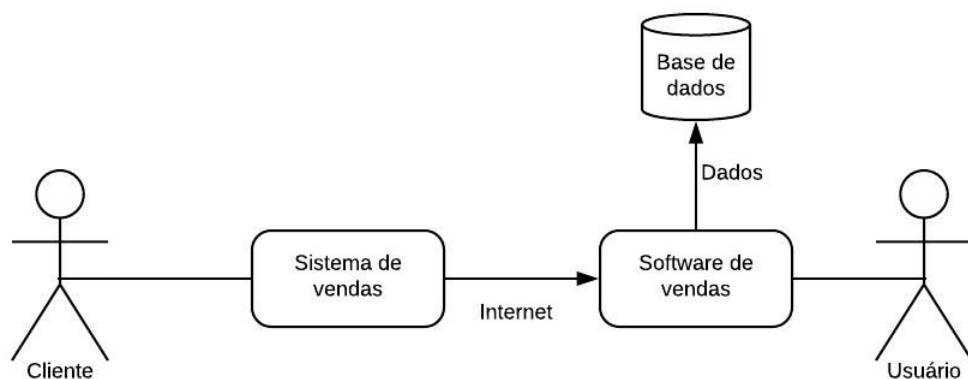 Base de
dados
Dados
Sistema de
vendas
Internet
Software de
vendas
Cliente
Usuário